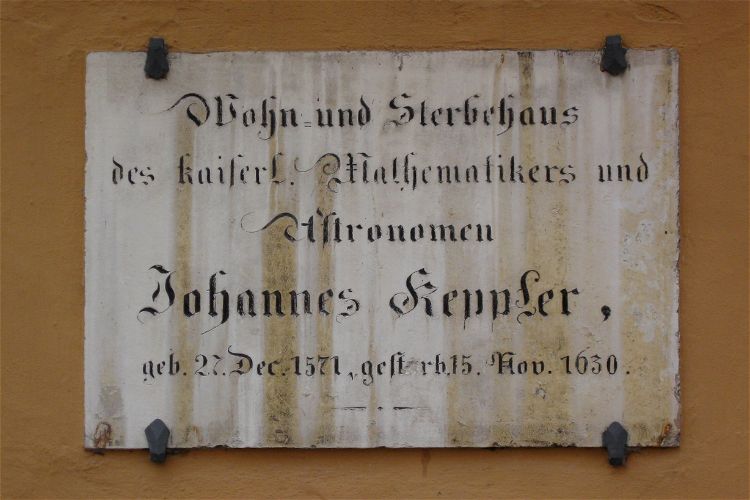 Wohn-und Sterbehaus
des kaiserl. Mathematikers und
Astronomen
Johannes Keppler,
geb. 27. Dec. 1571, gestorb. 15. Nov. 1630.